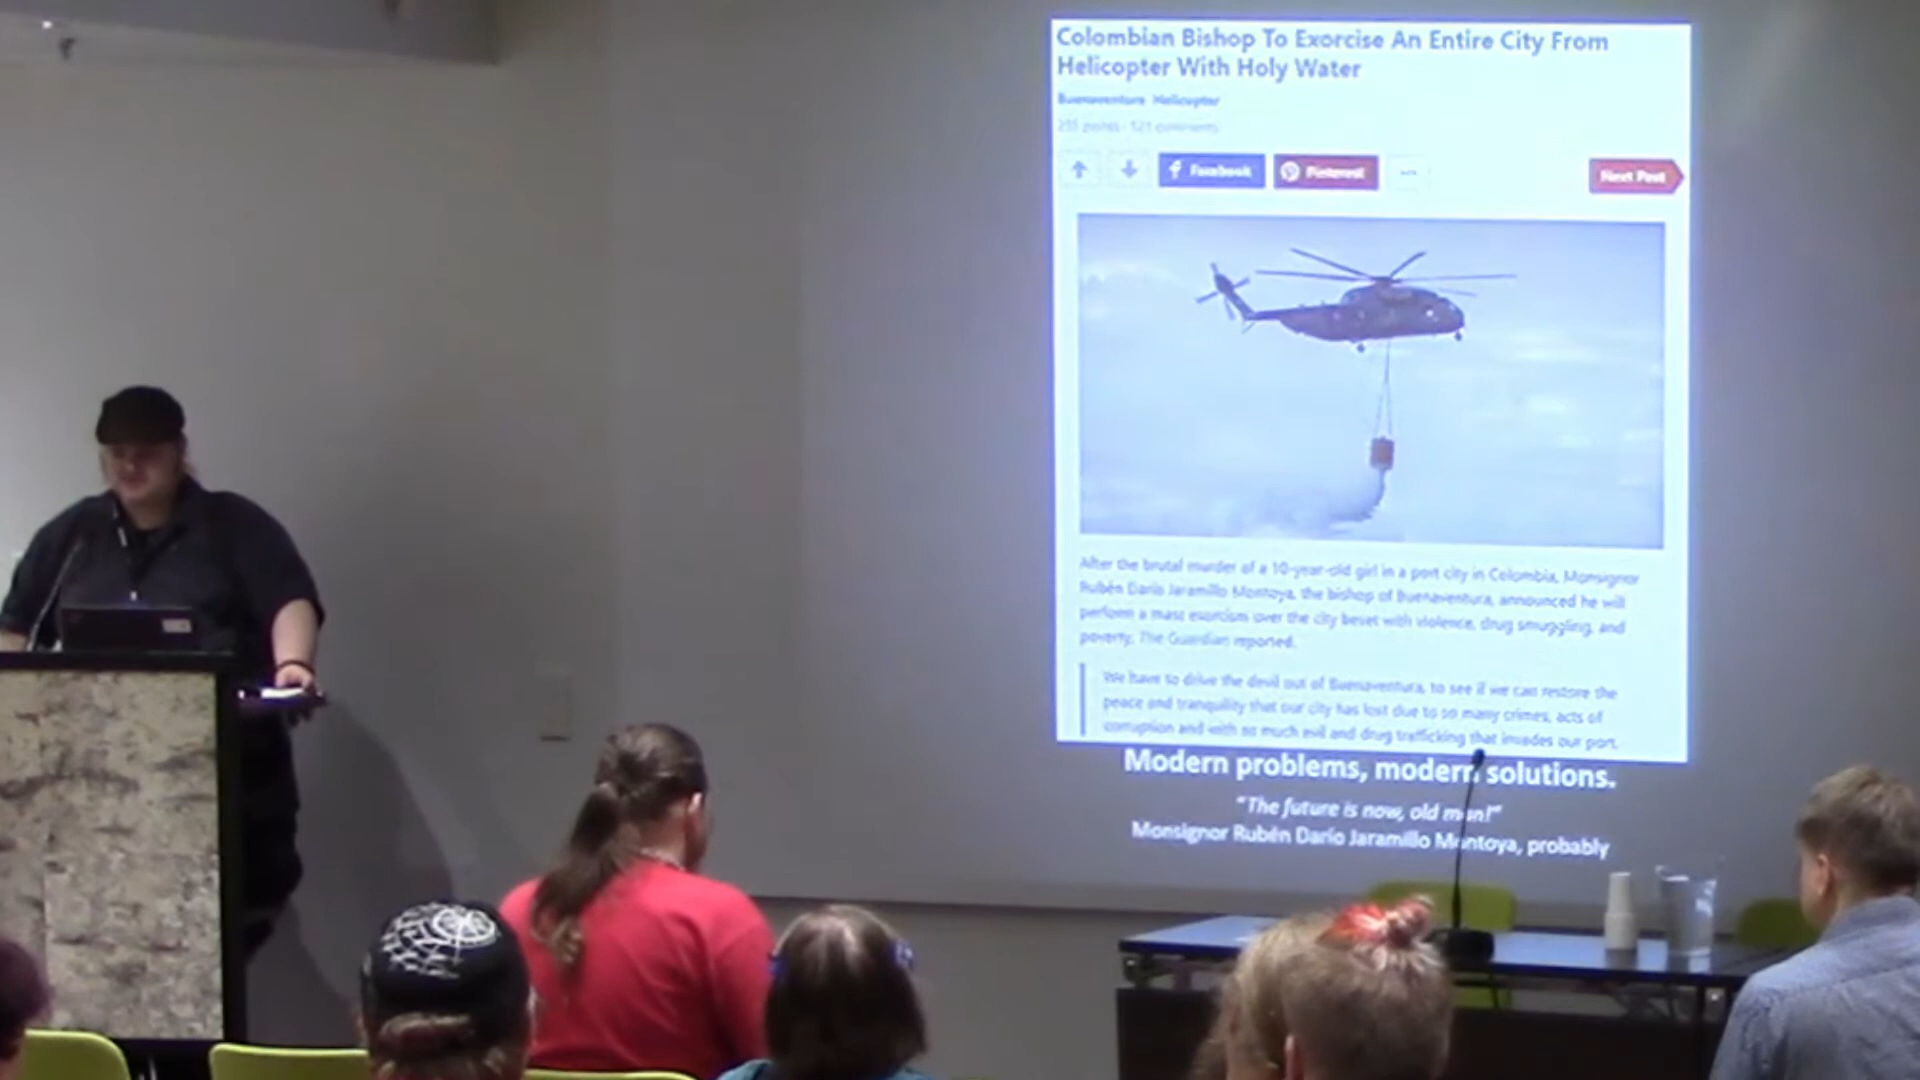 Colombian Bishop To Exorcise An Entire City From
Helicopter With Holy Water
Buenaventura Helicopter
255 points · 121 comments
Facebook
Pinterest
Next Post
After the brutal murder of a 10-year-old girl in a port city in Colombia, Monsignor
Rubén Darío Jaramillo Montoya, the bishop of Buenaventura, announced he will
perform a mass exorcism over the city beset with violence, drug smuggling, and
poverty, The Guardian reported.
We have to drive the devil out of Buenaventura, to see if we can restore the
peace and tranquility that our city has lost due to so many crimes, acts of
corruption and with so much evil and drug trafficking that invades our port,
Modern problems, modern solutions.
"The future is now, old man!"
Monsignor Rubén Darío Jaramillo Montoya, probably